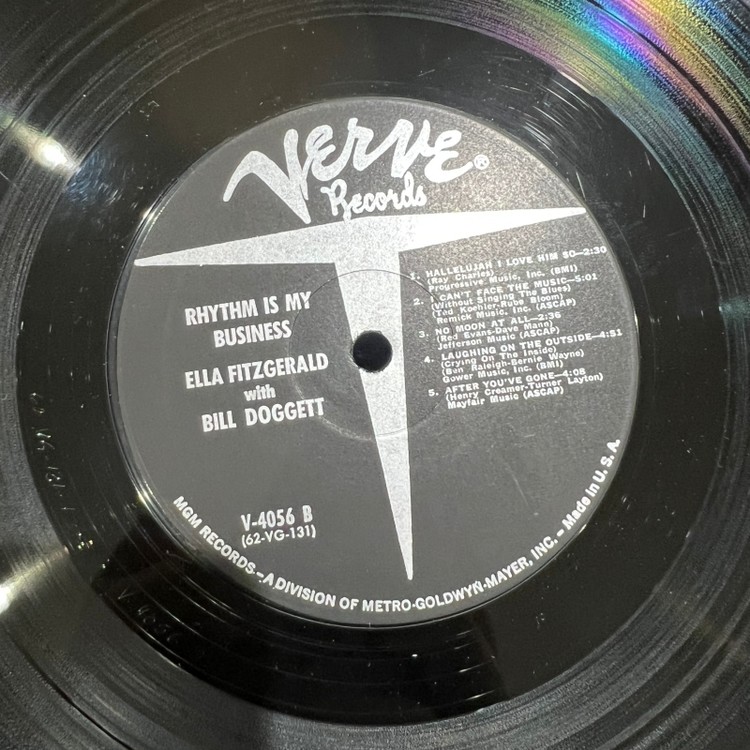 VERVE®
Records
RHYTHM IS MY
BUSINESS
ELLA FITZGERALD
with
BILL DOGGETT
V-4056 B
(62-VG-131)
1. HALLELUJAH I LOVE HIM SO—2:30
(Ray Charles)
Progressive Music, Inc. (BMI)
2. I CAN'T FACE THE MUSIC—5:01
(Without Singing The Blues)
(Ted Koehler-Rube Bloom)
Remick Music, Inc. (ASCAP)
3. NO MOON AT ALL—2:36
(Red Evans-Dave Mann)
Jefferson Music (ASCAP)
4. LAUGHING ON THE OUTSIDE—4:51
(Crying On The Inside)
(Ben Raleigh-Bernie Wayne)
Gower Music, Inc. (BMI)
5. AFTER YOU'VE GONE—4:08
(Henry Creamer-Turner Layton)
Mayfair Music (ASCAP)
MGM RECORDS—A DIVISION OF METRO-GOLDWYN-MAYER, INC. – Made in U. S. A.